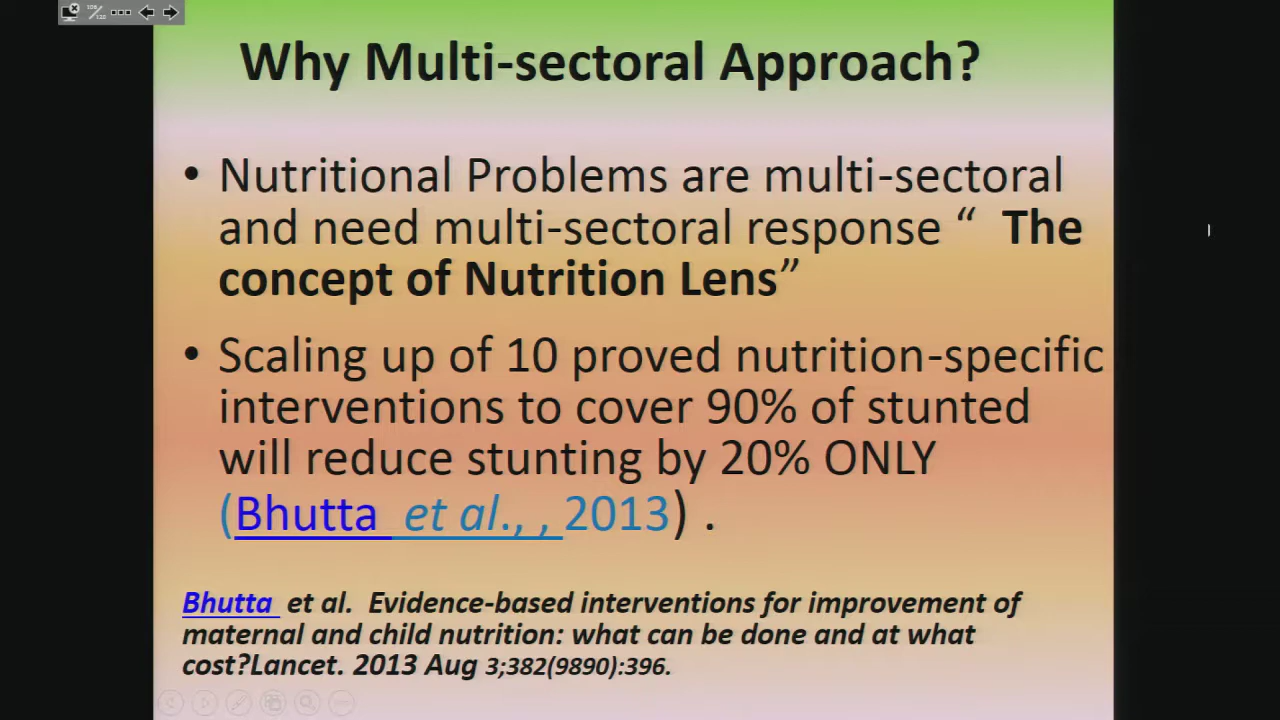 Why Multi-sectoral Approach?
• Nutritional Problems are multi-sectoral
and need multi-sectoral response “ The
concept of Nutrition Lens”
• Scaling up of 10 proved nutrition-specific
interventions to cover 90% of stunted
will reduce stunting by 20% ONLY
(Bhutta et al., , 2013) .
Bhutta et al. Evidence-based interventions for improvement of
maternal and child nutrition: what can be done and at what
cost?Lancet. 2013 Aug 3;382(9890):396.